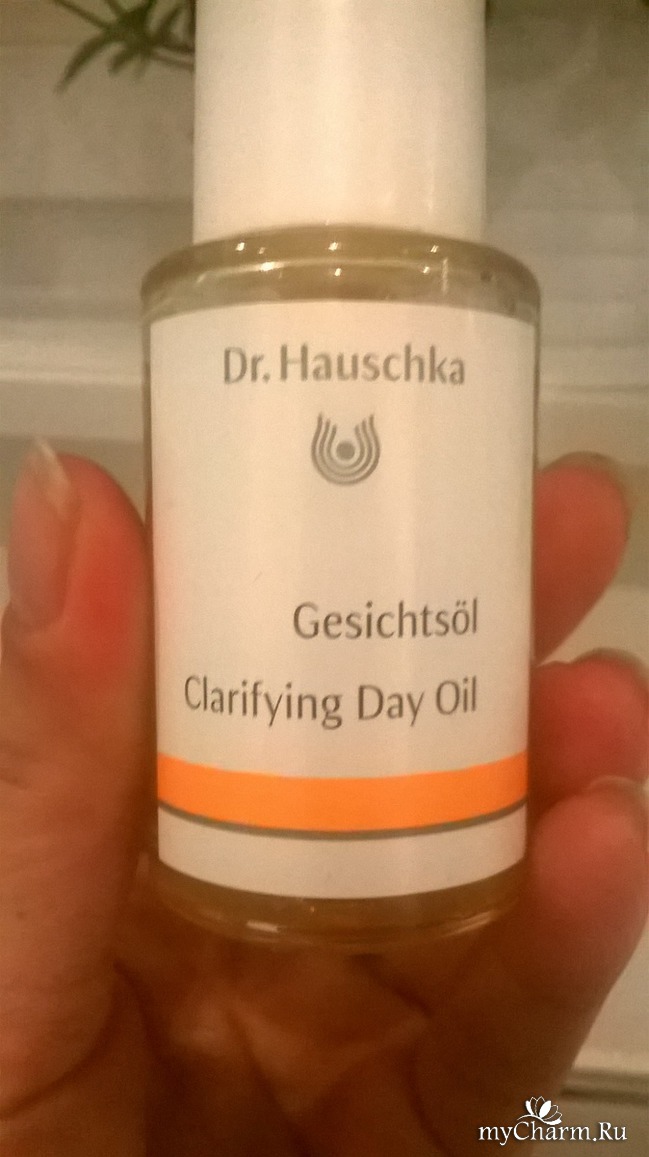 Dr. Hauschka
Gesichtsöl
Clarifying Day Oil
myCharm.Ru